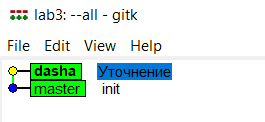 lab3: --all - gitk
File Edit View Help
dasha Уточнение
master init